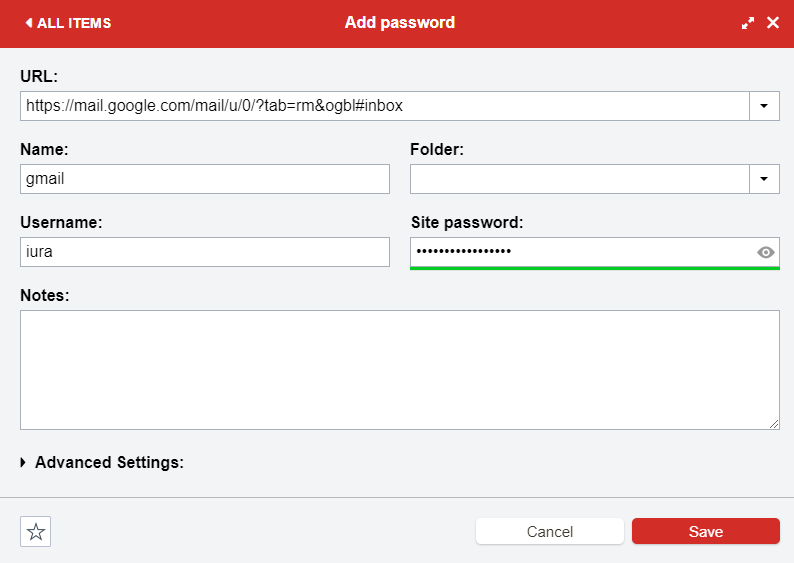 ALL ITEMS
Add password
URL:
https://mail.google.com/mail/u/0/?tab=rm&ogbl#inbox
Name:
Folder:
gmail
Username:
Site password:
iura
•••••••••••••••••
Notes:
Advanced Settings:
Cancel
Save